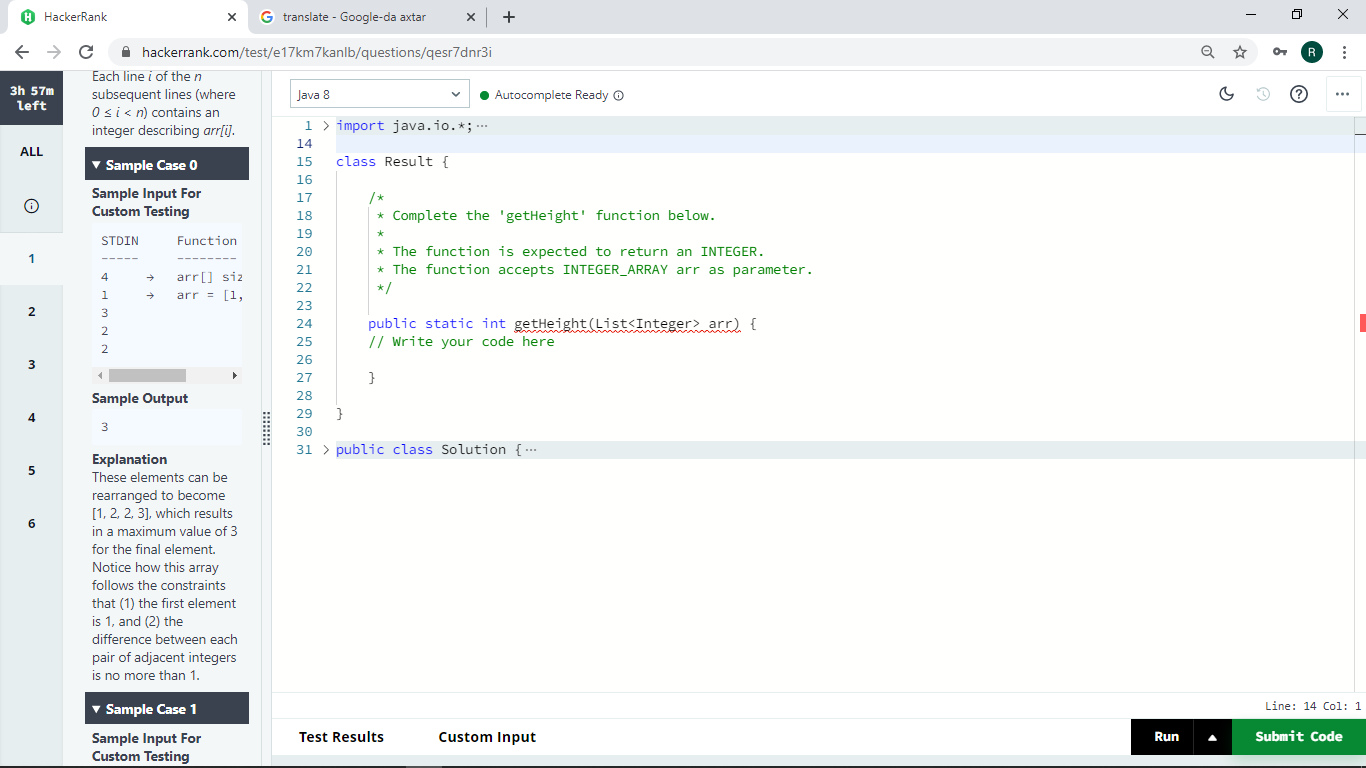 HackerRank
translate - Google-da axtar
hackerrank.com/test/e17km7kanlb/questions/qesr7dnr3i
R
3h 57m
left
ALL
1
2
3
4
5
6
Each line i of the n
subsequent lines (where
0 ≤ i < n) contains an
integer describing arr[i].
▼ Sample Case 0
Sample Input For
Custom Testing
STDIN Function
----- --------
4 → arr[] siz
1 → arr = [1,
3
2
2
Sample Output
3
Explanation
These elements can be
rearranged to become
[1, 2, 2, 3], which results
in a maximum value of 3
for the final element.
Notice how this array
follows the constraints
that (1) the first element
is 1, and (2) the
difference between each
pair of adjacent integers
is no more than 1.
▼ Sample Case 1
Sample Input For
Custom Testing
Java 8
Autocomplete Ready
1 > import java.io.*; ···
14
15 class Result {
16
17 /*
18 * Complete the 'getHeight' function below.
19 *
20 * The function is expected to return an INTEGER.
21 * The function accepts INTEGER_ARRAY arr as parameter.
22 */
23
24 public static int getHeight(List<Integer> arr) {
25 // Write your code here
26
27 }
28
29 }
30
31 > public class Solution { ···
Line: 14 Col: 1
Test Results
Custom Input
Run
Submit Code